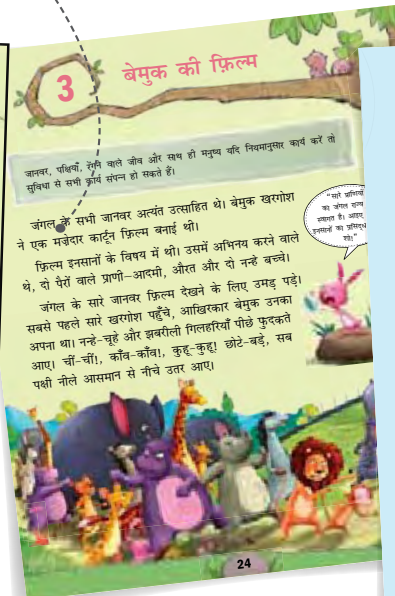 3
बेमुक की फ़िल्म
जानवर, पक्षियाँ, रेंगने वाले जीव और साथ ही मनुष्य यदि नियमानुसार कार्य करें तो
सुविधा से सभी कार्य संपन्न हो सकते हैं।
जंगल के सभी जानवर अत्यंत उत्साहित थे। बेमुक खरगोश
ने एक मज़ेदार कार्टून फ़िल्म बनाई थी।
फ़िल्म इनसानों के विषय में थी। उसमें अभिनय करने वाले
थे, दो पैरों वाले प्राणी–आदमी, औरत और दो नन्हे बच्चे।
जंगल के सारे जानवर फ़िल्म देखने के लिए उमड़ पड़े।
सबसे पहले सारे खरगोश पहुँचे, आखिरकार बेमुक उनका
अपना था। नन्हे-चूहे और झबरीली गिलहरियाँ पीछे फुदकते
आए। चीं-चीं!, काँव-काँव!, कुहू-कुहू! छोटे-बड़े, सब
पक्षी नीले आसमान से नीचे उतर आए।
"सारे
का जंगल
स्वागत है। आइए,
इनसानों का प्रसिद्ध
24